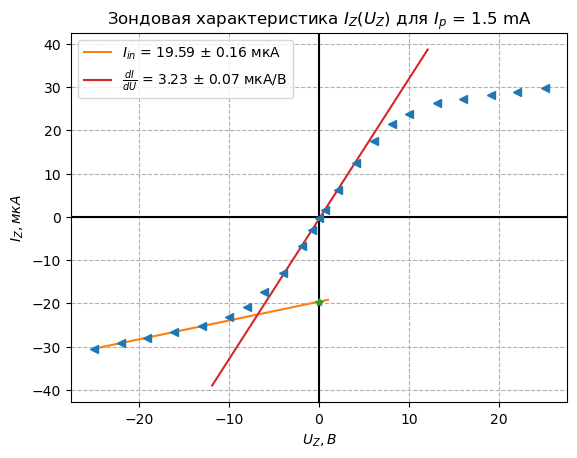 Зондовая характеристика I_Z(U_Z) для I_p = 1.5 mA
I_in = 19.59 ± 0.16 мкА
dI/dU = 3.23 ± 0.07 мкА/В
40
30
20
10
0
−10
−20
−30
−40
I_Z, мкА
−20
−10
0
10
20
U_Z, В